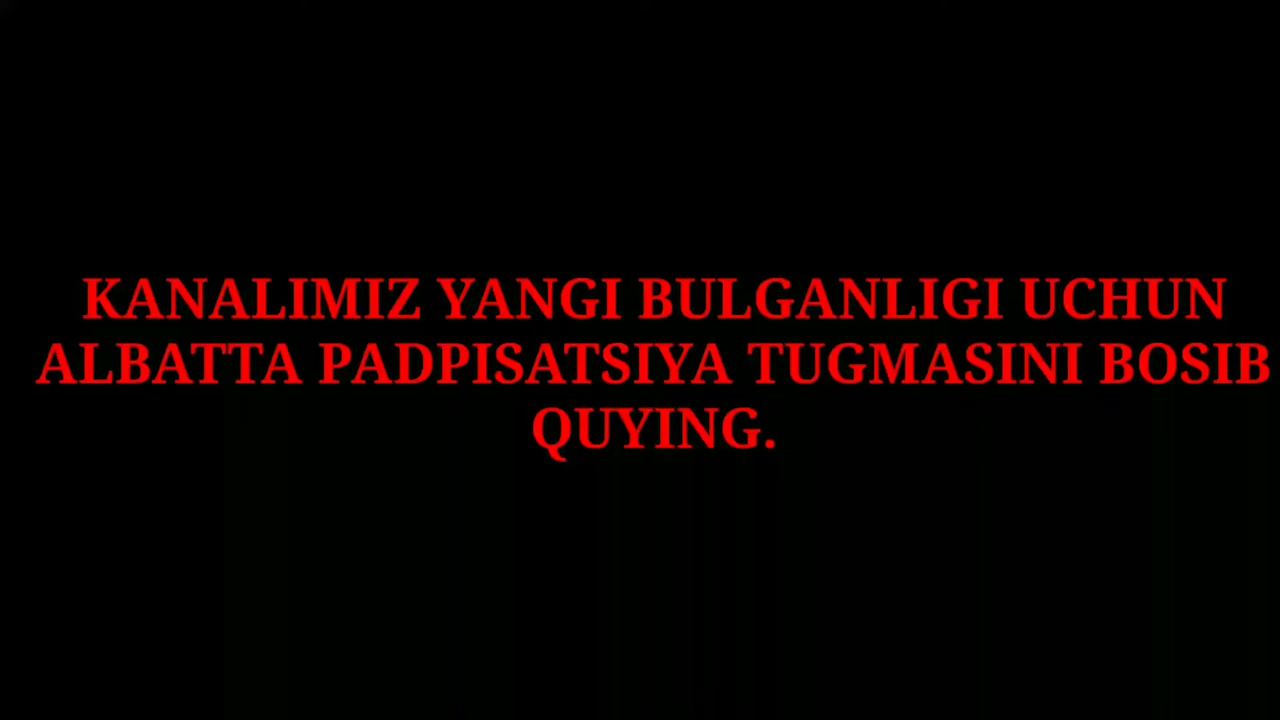 KANALIMIZ YANGI BULGANLIGI UCHUN
ALBATTA PADPISATSIYA TUGMASINI BOSIB
QUYING.